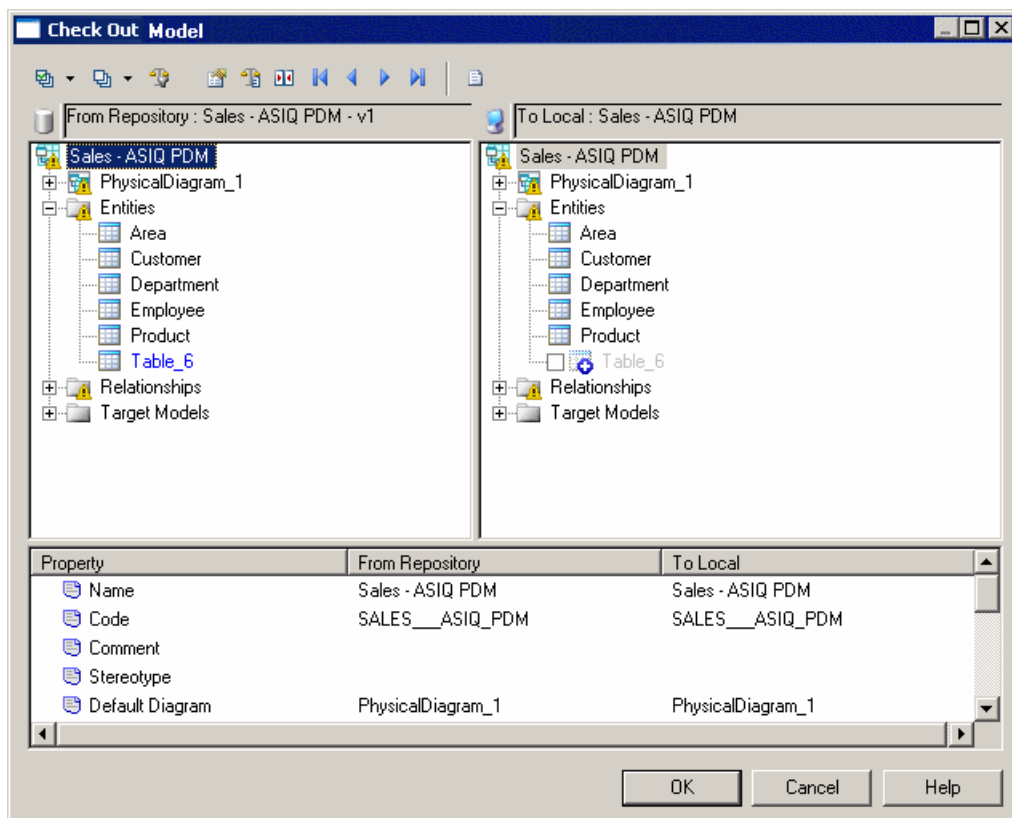 Check Out Model
From Repository : Sales - ASIQ PDM - v1
To Local : Sales - ASIQ PDM
Sales - ASIQ PDM
PhysicalDiagram_1
Entities
Area
Customer
Department
Employee
Product
Table_6
Relationships
Target Models
Sales - ASIQ PDM
PhysicalDiagram_1
Entities
Area
Customer
Department
Employee
Product
Table_6
Relationships
Target Models
Property From Repository To Local
Name Sales - ASIQ PDM Sales - ASIQ PDM
Code SALES___ASIQ_PDM SALES___ASIQ_PDM
Comment
Stereotype
Default Diagram PhysicalDiagram_1 PhysicalDiagram_1
OK Cancel Help